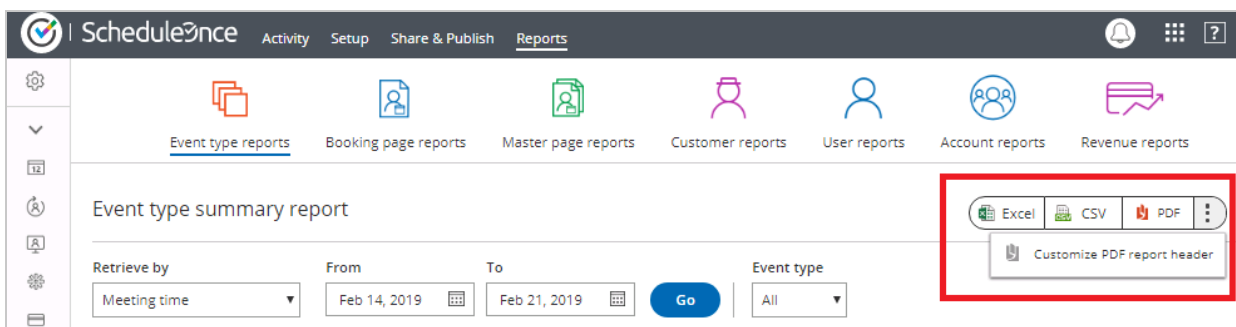 ScheduleOnce Activity Setup Share & Publish Reports ?
Event type reports Booking page reports Master page reports Customer reports User reports Account reports Revenue reports
12
Event type summary report Excel CSV PDF
Customize PDF report header
Retrieve by From To Event type
Meeting time Feb 14, 2019 Feb 21, 2019 Go All